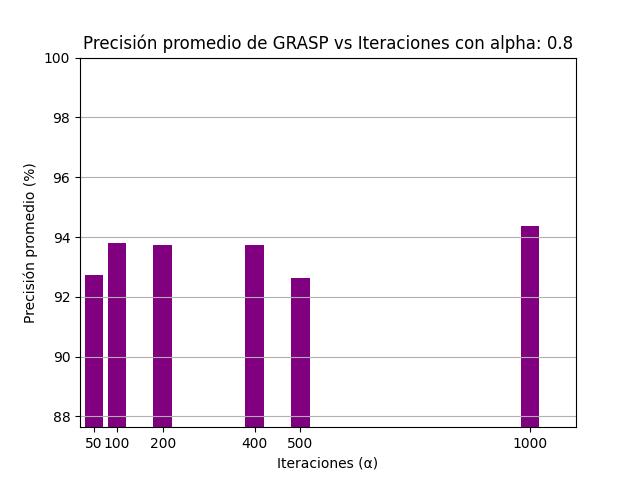 Precisión promedio de GRASP vs Iteraciones con alpha: 0.8
100
98
96
94
92
90
88
Precisión promedio (%)
50 100 200 400 500 1000
Iteraciones (α)